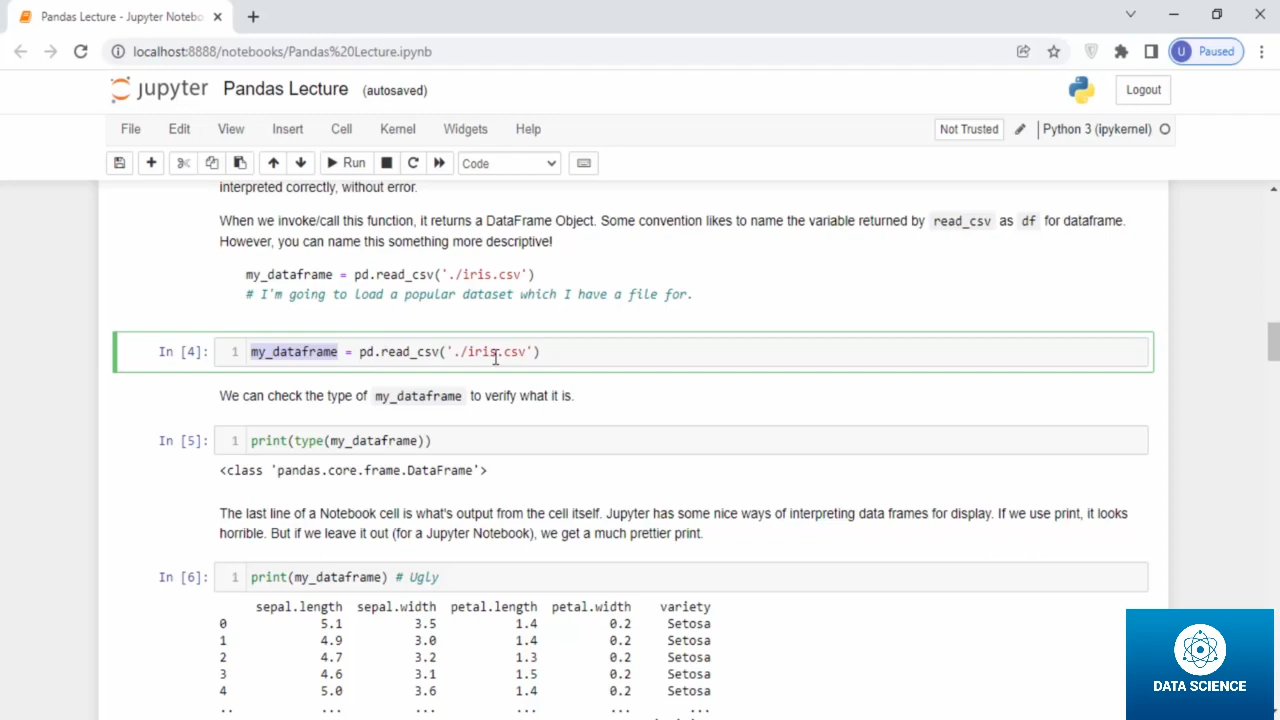 Pandas Lecture - Jupyter Notebo
localhost:8888/notebooks/Pandas%20Lecture.ipynb
U Paused
jupyter Pandas Lecture (autosaved)
Logout
File Edit View Insert Cell Kernel Widgets Help
Not Trusted Python 3 (ipykernel)
Run Code
interpreted correctly, without error.
When we invoke/call this function, it returns a DataFrame Object. Some convention likes to name the variable returned by read_csv as df for dataframe.
However, you can name this something more descriptive!
my_dataframe = pd.read_csv('./iris.csv')
# I'm going to load a popular dataset which I have a file for.
In [4]: 1 my_dataframe = pd.read_csv('./iris.csv')
We can check the type of my_dataframe to verify what it is.
In [5]: 1 print(type(my_dataframe))
<class 'pandas.core.frame.DataFrame'>
The last line of a Notebook cell is what's output from the cell itself. Jupyter has some nice ways of interpreting data frames for display. If we use print, it looks
horrible. But if we leave it out (for a Jupyter Notebook), we get a much prettier print.
In [6]: 1 print(my_dataframe) # Ugly
sepal.length sepal.width petal.length petal.width variety
0 5.1 3.5 1.4 0.2 Setosa
1 4.9 3.0 1.4 0.2 Setosa
2 4.7 3.2 1.3 0.2 Setosa
3 4.6 3.1 1.5 0.2 Setosa
4 5.0 3.6 1.4 0.2 Setosa
.. ... ... ... ... ...
DATA SCIENCE